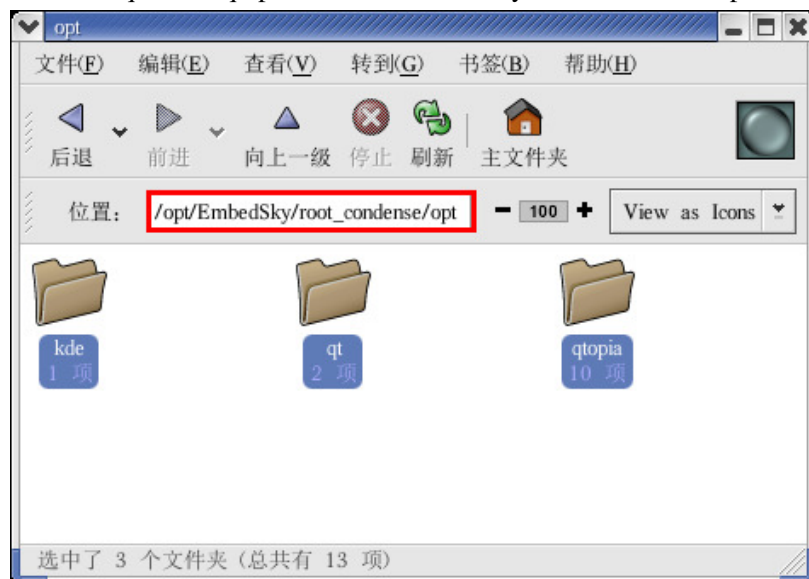 opt
文件(F) 编辑(E) 查看(V) 转到(G) 书签(B) 帮助(H)
后退 前进 向上一级 停止 刷新 主文件夹
位置: /opt/EmbedSky/root_condense/opt 100 View as Icons
kde qt qtopia
1 项 2 项 10 项
选中了 3 个文件夹 (总共有 13 项)